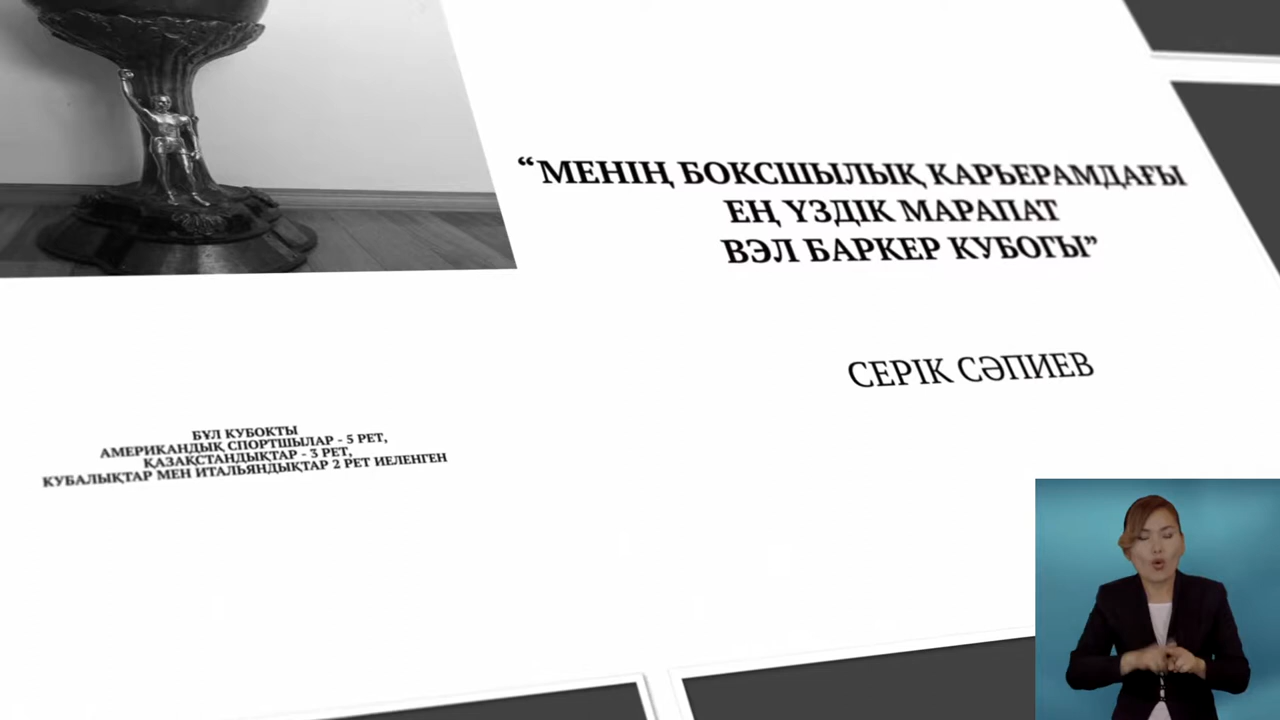 “МЕНІҢ БОКСШЫЛЫҚ КАРЬЕРАМДАҒЫ
ЕҢ ҮЗДІК МАРАПАТ
ВЭЛ БАРКЕР КУБОГЫ”
СЕРІК СӘПИЕВ
БҰЛ КУБОКТЫ
АМЕРИКАНДЫҚ СПОРТШЫЛАР - 5 РЕТ,
ҚАЗАҚСТАНДЫҚТАР - 3 РЕТ,
КУБАЛЫҚТАР МЕН ИТАЛЬЯНДЫҚТАР 2 РЕТ ИЕЛЕНГЕН